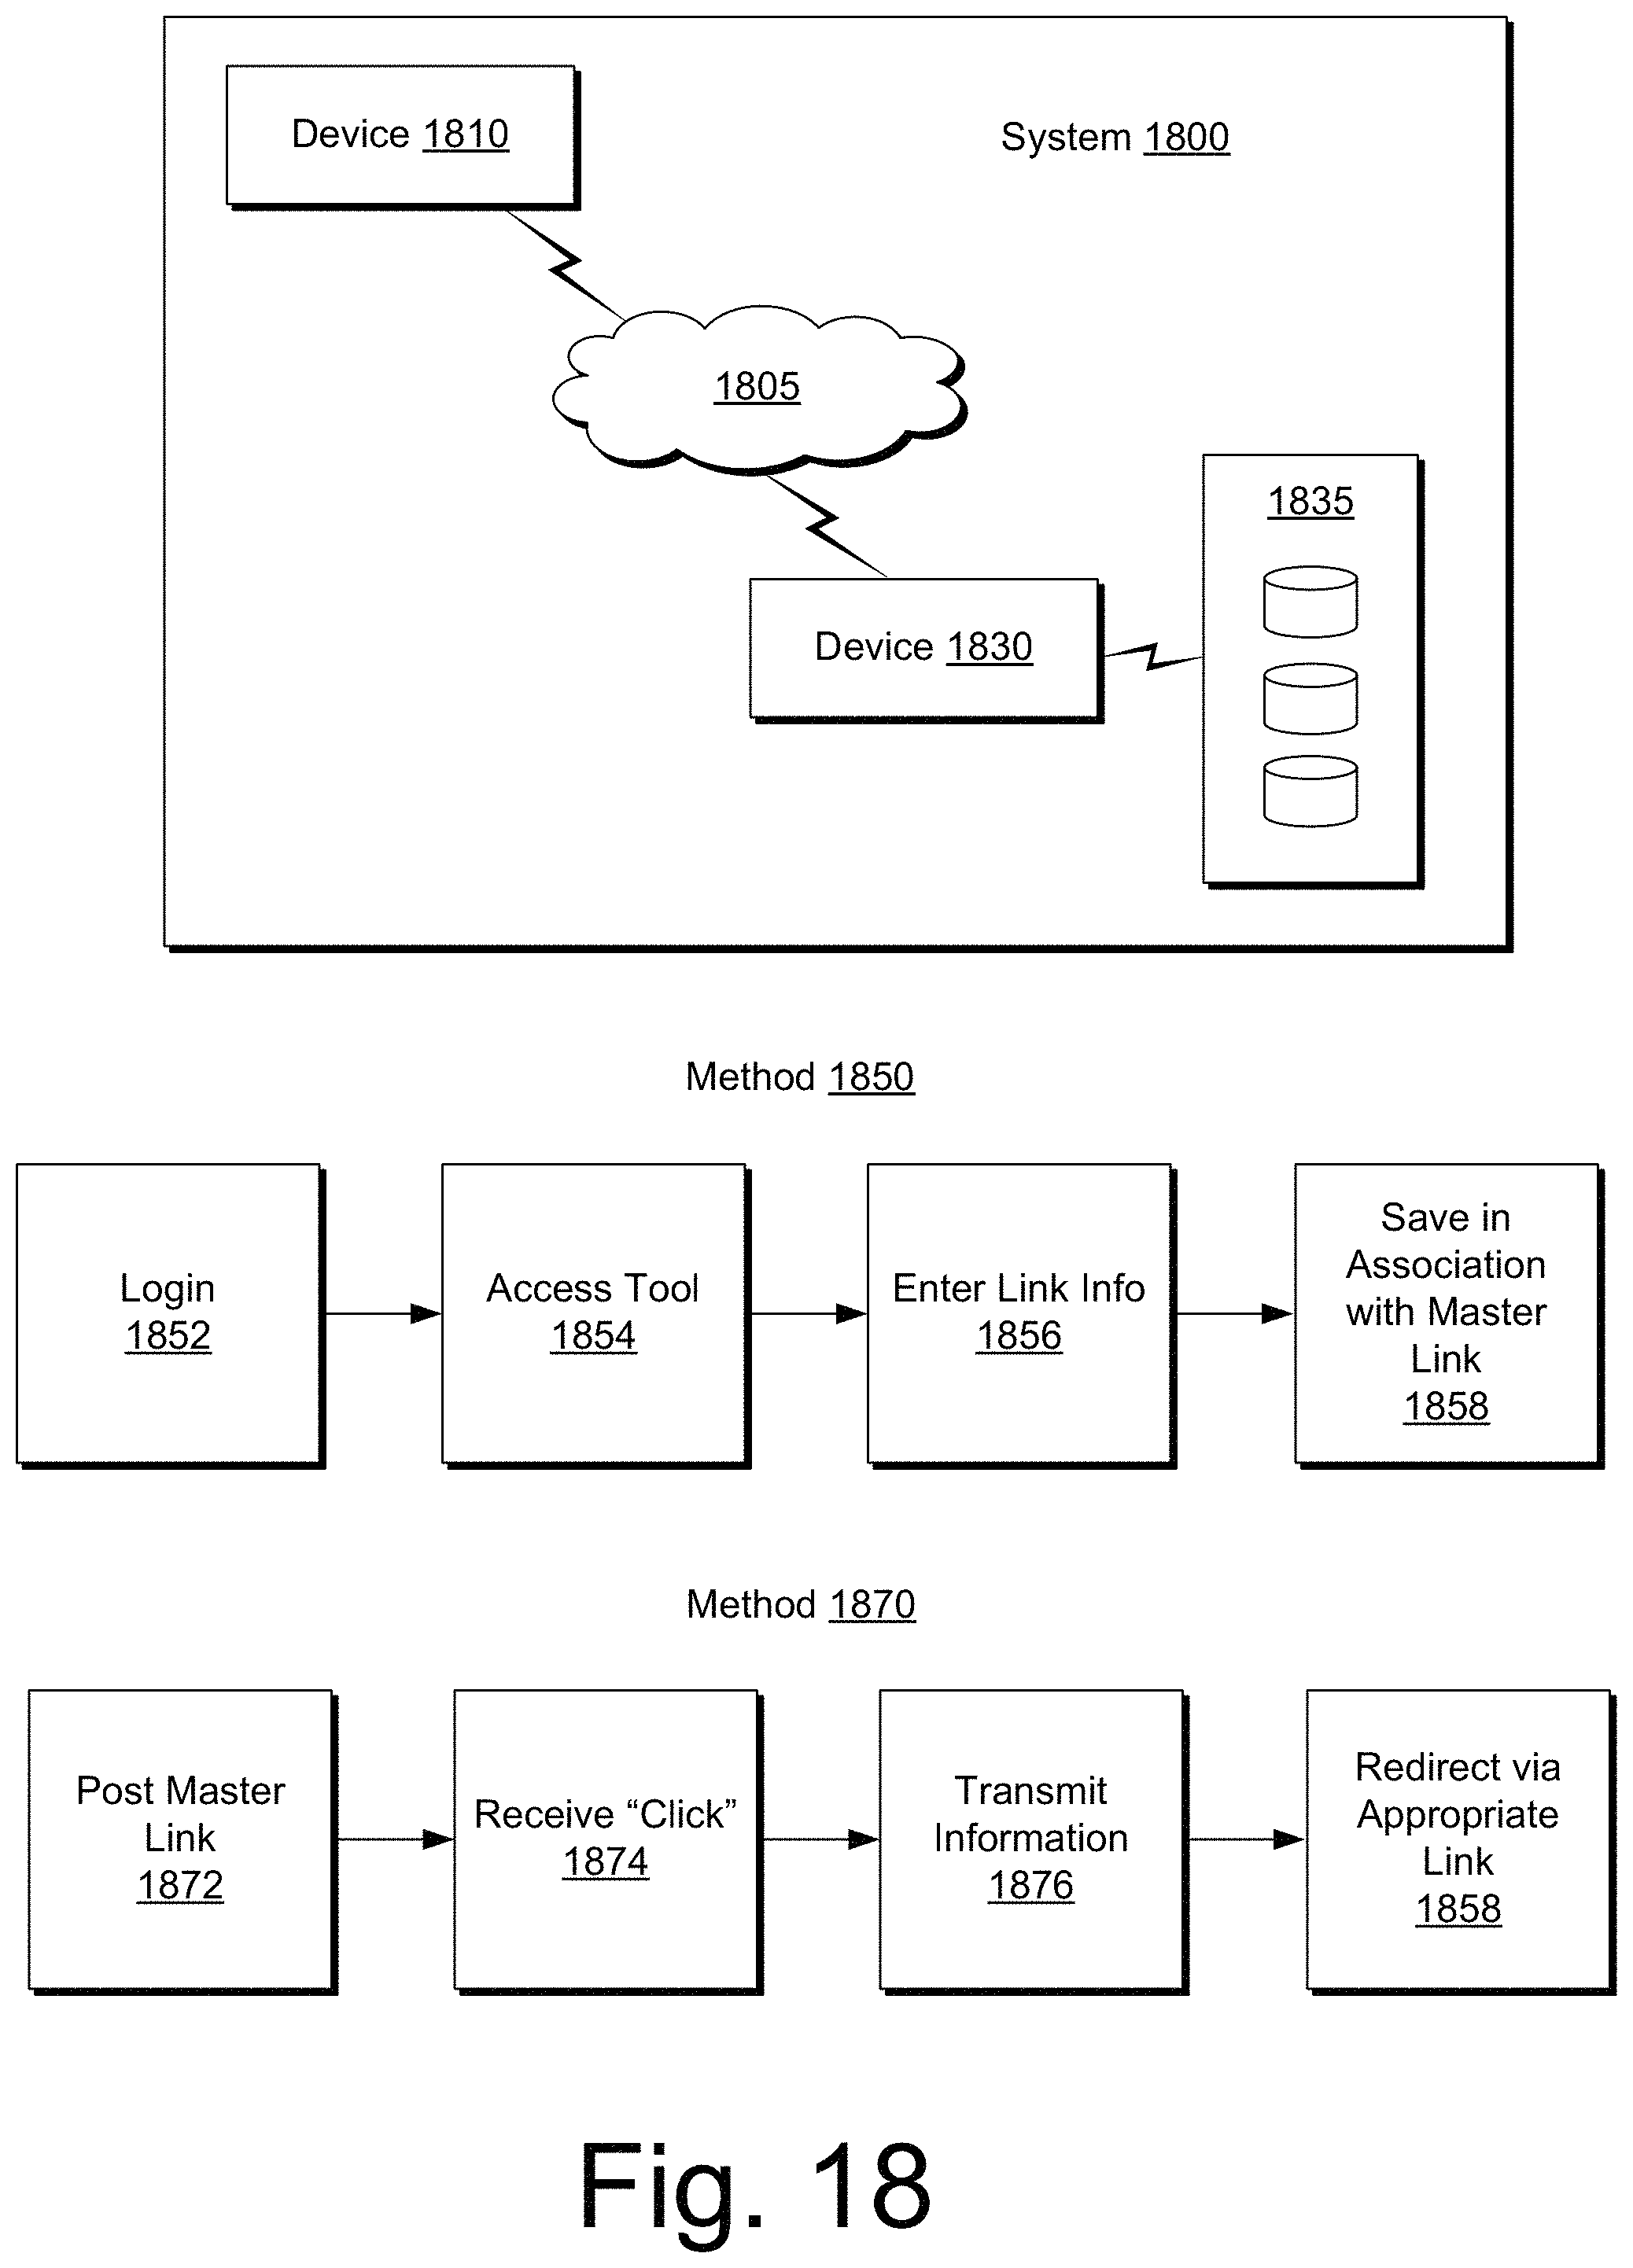 Device 1810
System 1800
1805
1835
Device 1830
Method 1850
Login
1852
Access Tool
1854
Enter Link Info
1856
Save in
Association
with Master
Link
1858
Method 1870
Post Master
Link
1872
Receive “Click”
1874
Transmit
Information
1876
Redirect via
Appropriate
Link
1858
Fig. 18